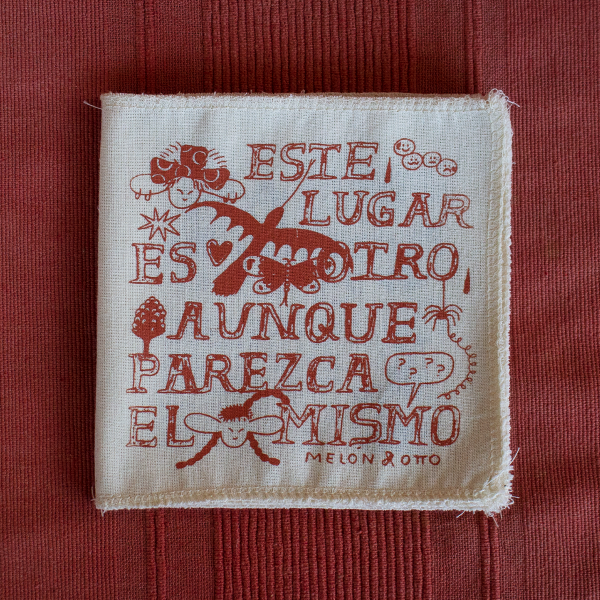 ESTE
LUGAR
ES OTRO,
AUNQUE
PAREZCA
? ? ?
EL MISMO
MELON & OTTO